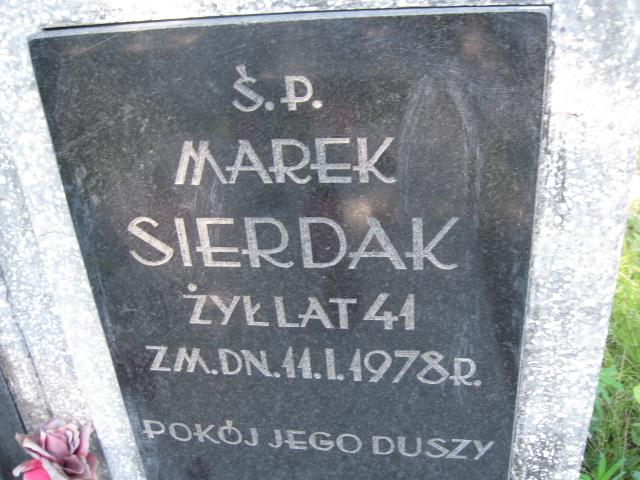 Ś.P.
MAREK
SIERDAK
ŻYŁ LAT 41
ZM. DN. 11.I.1978 R.
POKÓJ JEGO DUSZY